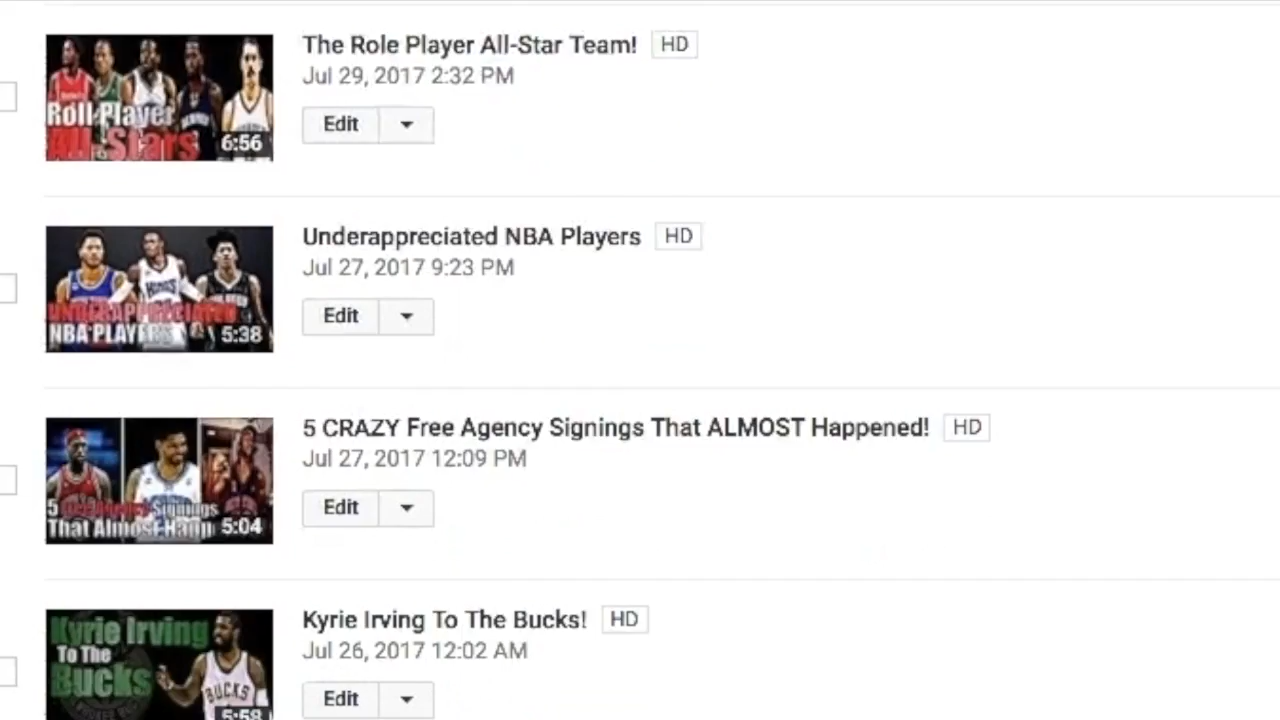 The Role Player All-Star Team! HD
Jul 29, 2017 2:32 PM
Edit
Roll Player
All-Stars
6:56
Underappreciated NBA Players HD
Jul 27, 2017 9:23 PM
Edit
KINGS
UNDERAPPRECIATED
NBA PLAYERS
5:38
5 CRAZY Free Agency Signings That ALMOST Happened! HD
Jul 27, 2017 12:09 PM
Edit
5 Free Agency Signings
That Almost Happ
5:04
Kyrie Irving To The Bucks! HD
Jul 26, 2017 12:02 AM
Edit
Kyrie Irving
To The
Bucks
BUCKS
5:58